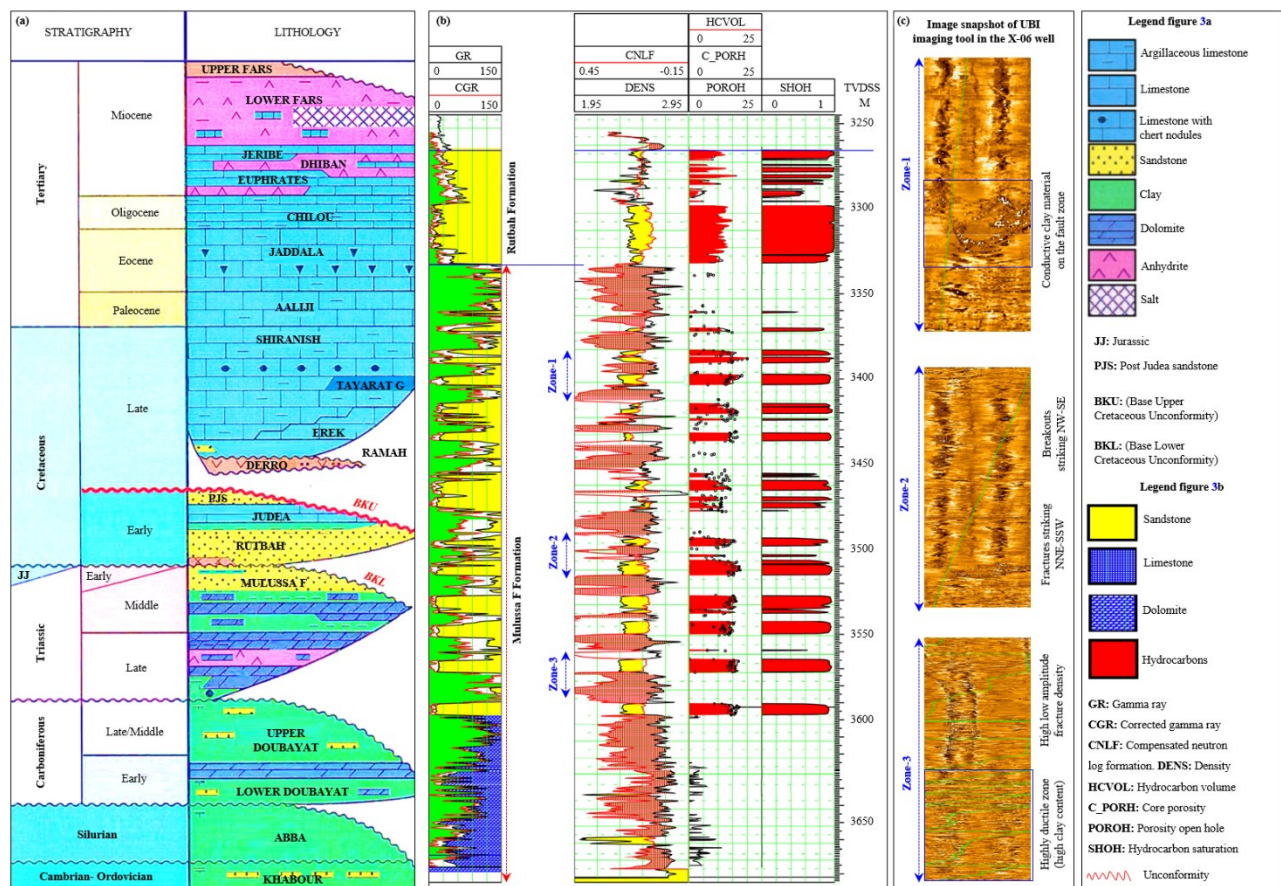 (a)
STRATIGRAPHY
LITHOLOGY
Tertiary
Miocene
Oligocene
Eocene
Paleocene
Cretaceous
Late
Early
JJ
Early
Triassic
Middle
Late
Carboniferous
Late/Middle
Early
Silurian
Cambrian- Ordovician
UPPER FARS
LOWER FARS
JERIBE
DHIBAN
EUPHRATES
CHILOU
JADDALA
AALIJI
SHIRANISH
TAYARAT G
EREK
RAMAH
DERRO
PJS
BKU
JUDEA
RUTBAH
MULUSSA F
BKL
UPPER
DOUBAYAT
LOWER DOUBAYAT
ABBA
KHABOUR
(b)
GR
0 150
CGR
0 150
CNLF
0.45 -0.15
DENS
1.95 2.95
HCVOL
0 25
C_PORH
0 25
POROH
0 25
SHOH
0 1
TVDSS
M
3250
3300
3350
3400
3450
3500
3550
3600
3650
Rutbah Formation
Mulussa F Formation
Zone-1
Zone-2
Zone-3
(c)
Image snapshot of UBI
imaging tool in the X-06 well
Zone-1
Conductive clay material
on the fault zone
Zone-2
Breakouts
striking NW-SE
Fractures striking
NNE-SSW
Zone-3
High low amplitude
fracture density
Highly ductile zone
(high clay content)
Legend figure 3a
Argillaceous limestone
Limestone
Limestone with
chert nodules
Sandstone
Clay
Dolomite
Anhydrite
Salt
JJ: Jurassic
PJS: Post Judea sandstone
BKU: (Base Upper
Cretaceous Unconformity)
BKL: (Base Lower
Cretaceous Unconformity)
Legend figure 3b
Sandstone
Limestone
Dolomite
Hydrocarbons
GR: Gamma ray
CGR: Corrected gamma ray
CNLF: Compensated neutron
log formation. DENS: Density
HCVOL: Hydrocarbon volume
C_PORH: Core porosity
POROH: Porosity open hole
SHOH: Hydrocarbon saturation
Unconformity